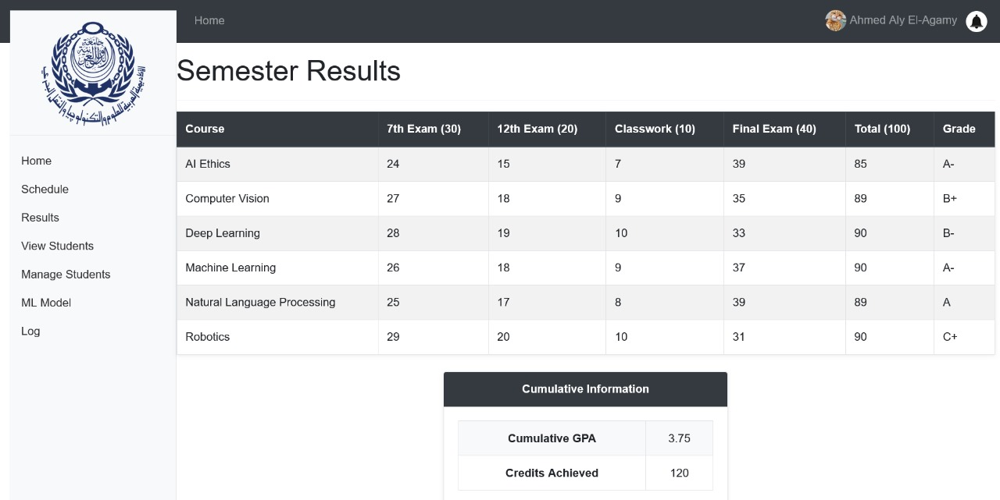 Home
Ahmed Aly El-Agamy
الأكاديمية العربية للعلوم والتكنولوجيا والنقل البحري
Home
Schedule
Results
View Students
Manage Students
ML Model
Log
Semester Results
Course 7th Exam (30) 12th Exam (20) Classwork (10) Final Exam (40) Total (100) Grade
AI Ethics 24 15 7 39 85 A-
Computer Vision 27 18 9 35 89 B+
Deep Learning 28 19 10 33 90 B-
Machine Learning 26 18 9 37 90 A-
Natural Language Processing 25 17 8 39 89 A
Robotics 29 20 10 31 90 C+
Cumulative Information
Cumulative GPA 3.75
Credits Achieved 120